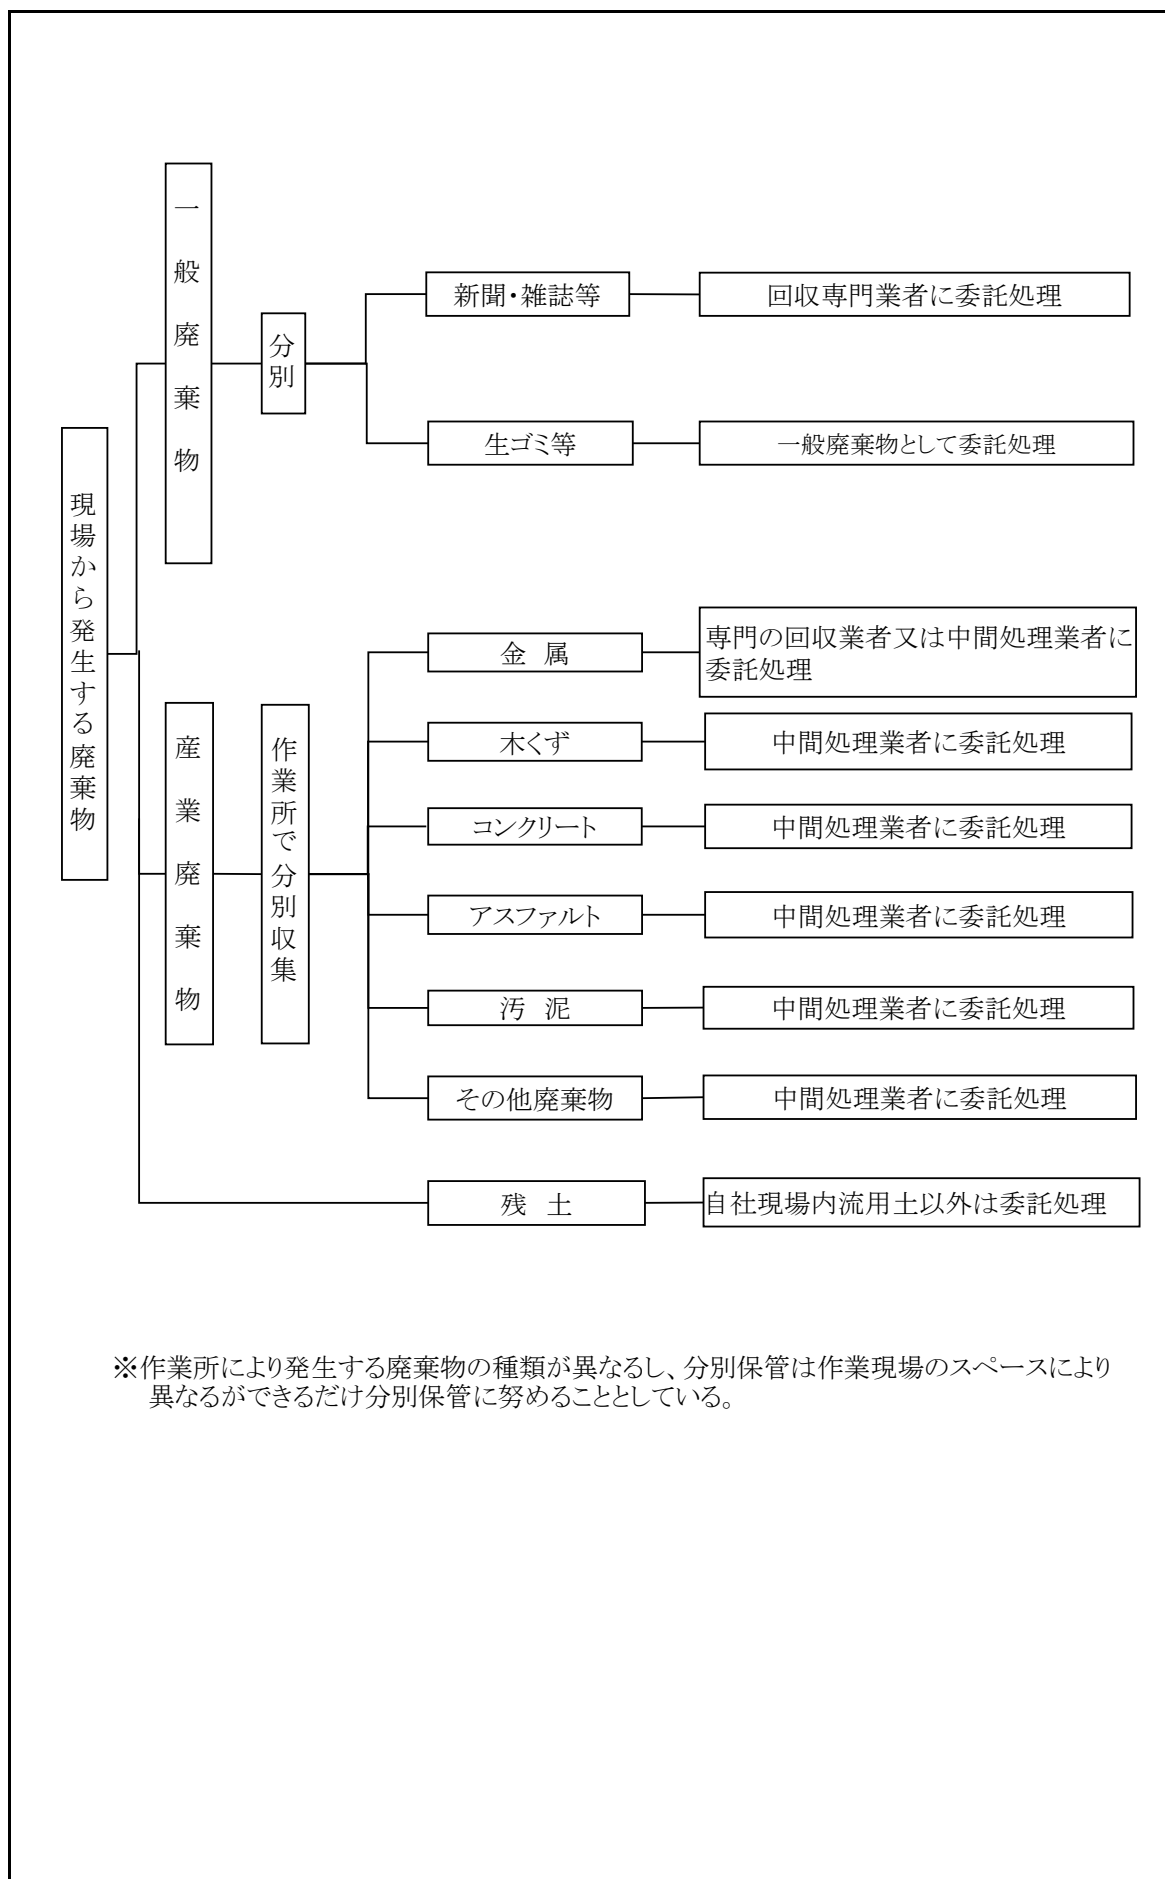 現場から発生する廃棄物
一般廃棄物
分別
新聞・雑誌等
回収専門業者に委託処理
生ゴミ等
一般廃棄物として委託処理
産業廃棄物
作業所で分別収集
金 属
専門の回収業者又は中間処理業者に
委託処理
木くず
中間処理業者に委託処理
コンクリート
中間処理業者に委託処理
アスファルト
中間処理業者に委託処理
汚 泥
中間処理業者に委託処理
その他廃棄物
中間処理業者に委託処理
残 土
自社現場内流用土以外は委託処理
※作業所により発生する廃棄物の種類が異なるし、分別保管は作業現場のスペースにより
異なるができるだけ分別保管に努めることとしている。